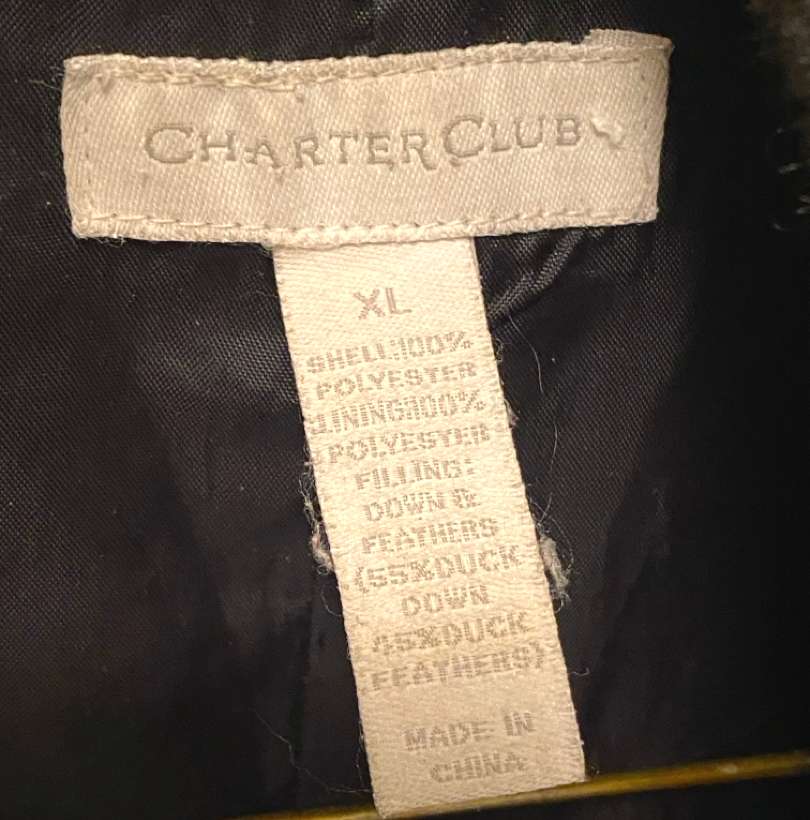 CHARTER CLUB
XL
SHELL:100%
POLYESTER
LINING:100%
POLYESTER
FILLING:
DOWN &
FEATHERS
(55%DUCK
DOWN
45%DUCK
FEATHERS)
MADE IN
CHINA